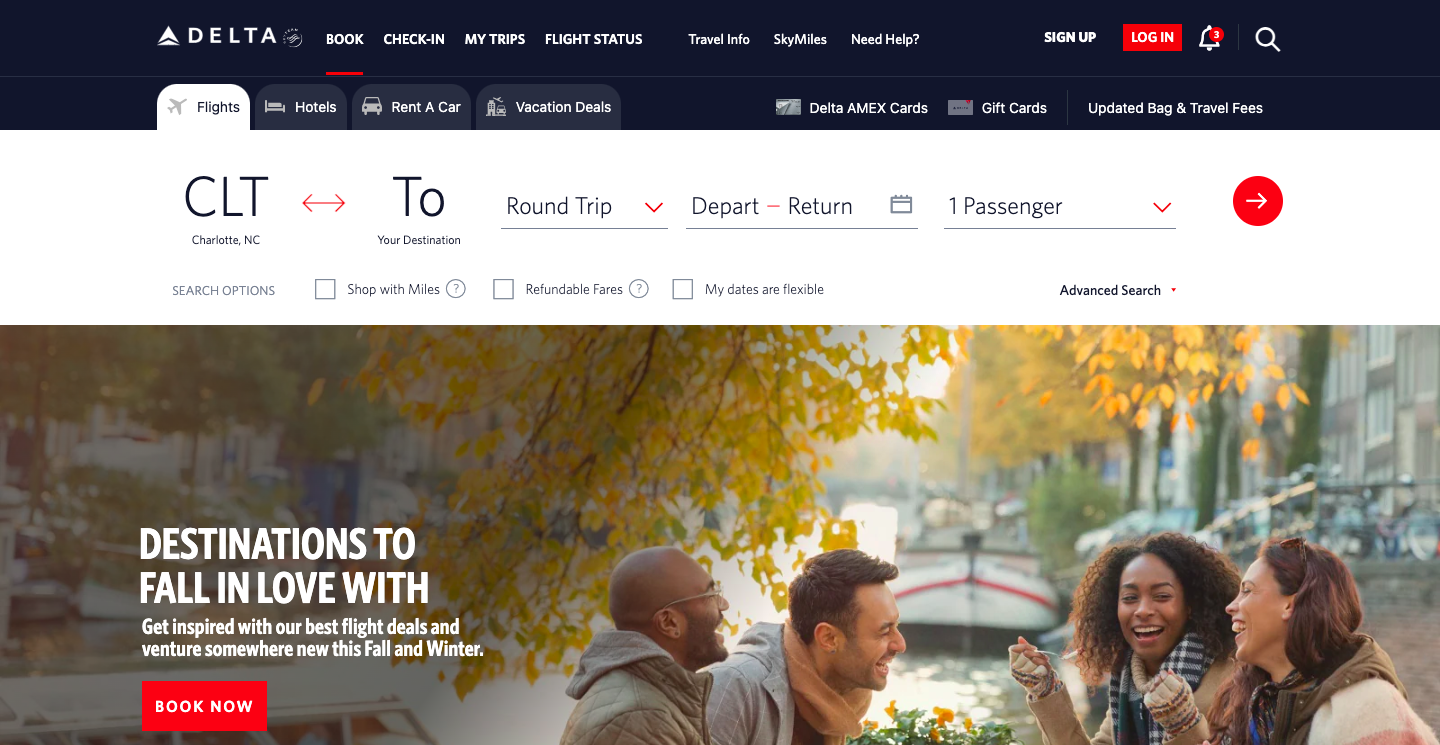 DELTA
BOOK CHECK-IN MY TRIPS FLIGHT STATUS Travel Info SkyMiles Need Help? SIGN UP LOG IN 3
Flights Hotels Rent A Car Vacation Deals Delta AMEX Cards Gift Cards Updated Bag & Travel Fees
CLT To Round Trip Depart – Return 1 Passenger
Charlotte, NC Your Destination
SEARCH OPTIONS Shop with Miles ? Refundable Fares ? My dates are flexible Advanced Search
DESTINATIONS TO
FALL IN LOVE WITH
Get inspired with our best flight deals and
venture somewhere new this Fall and Winter.
BOOK NOW